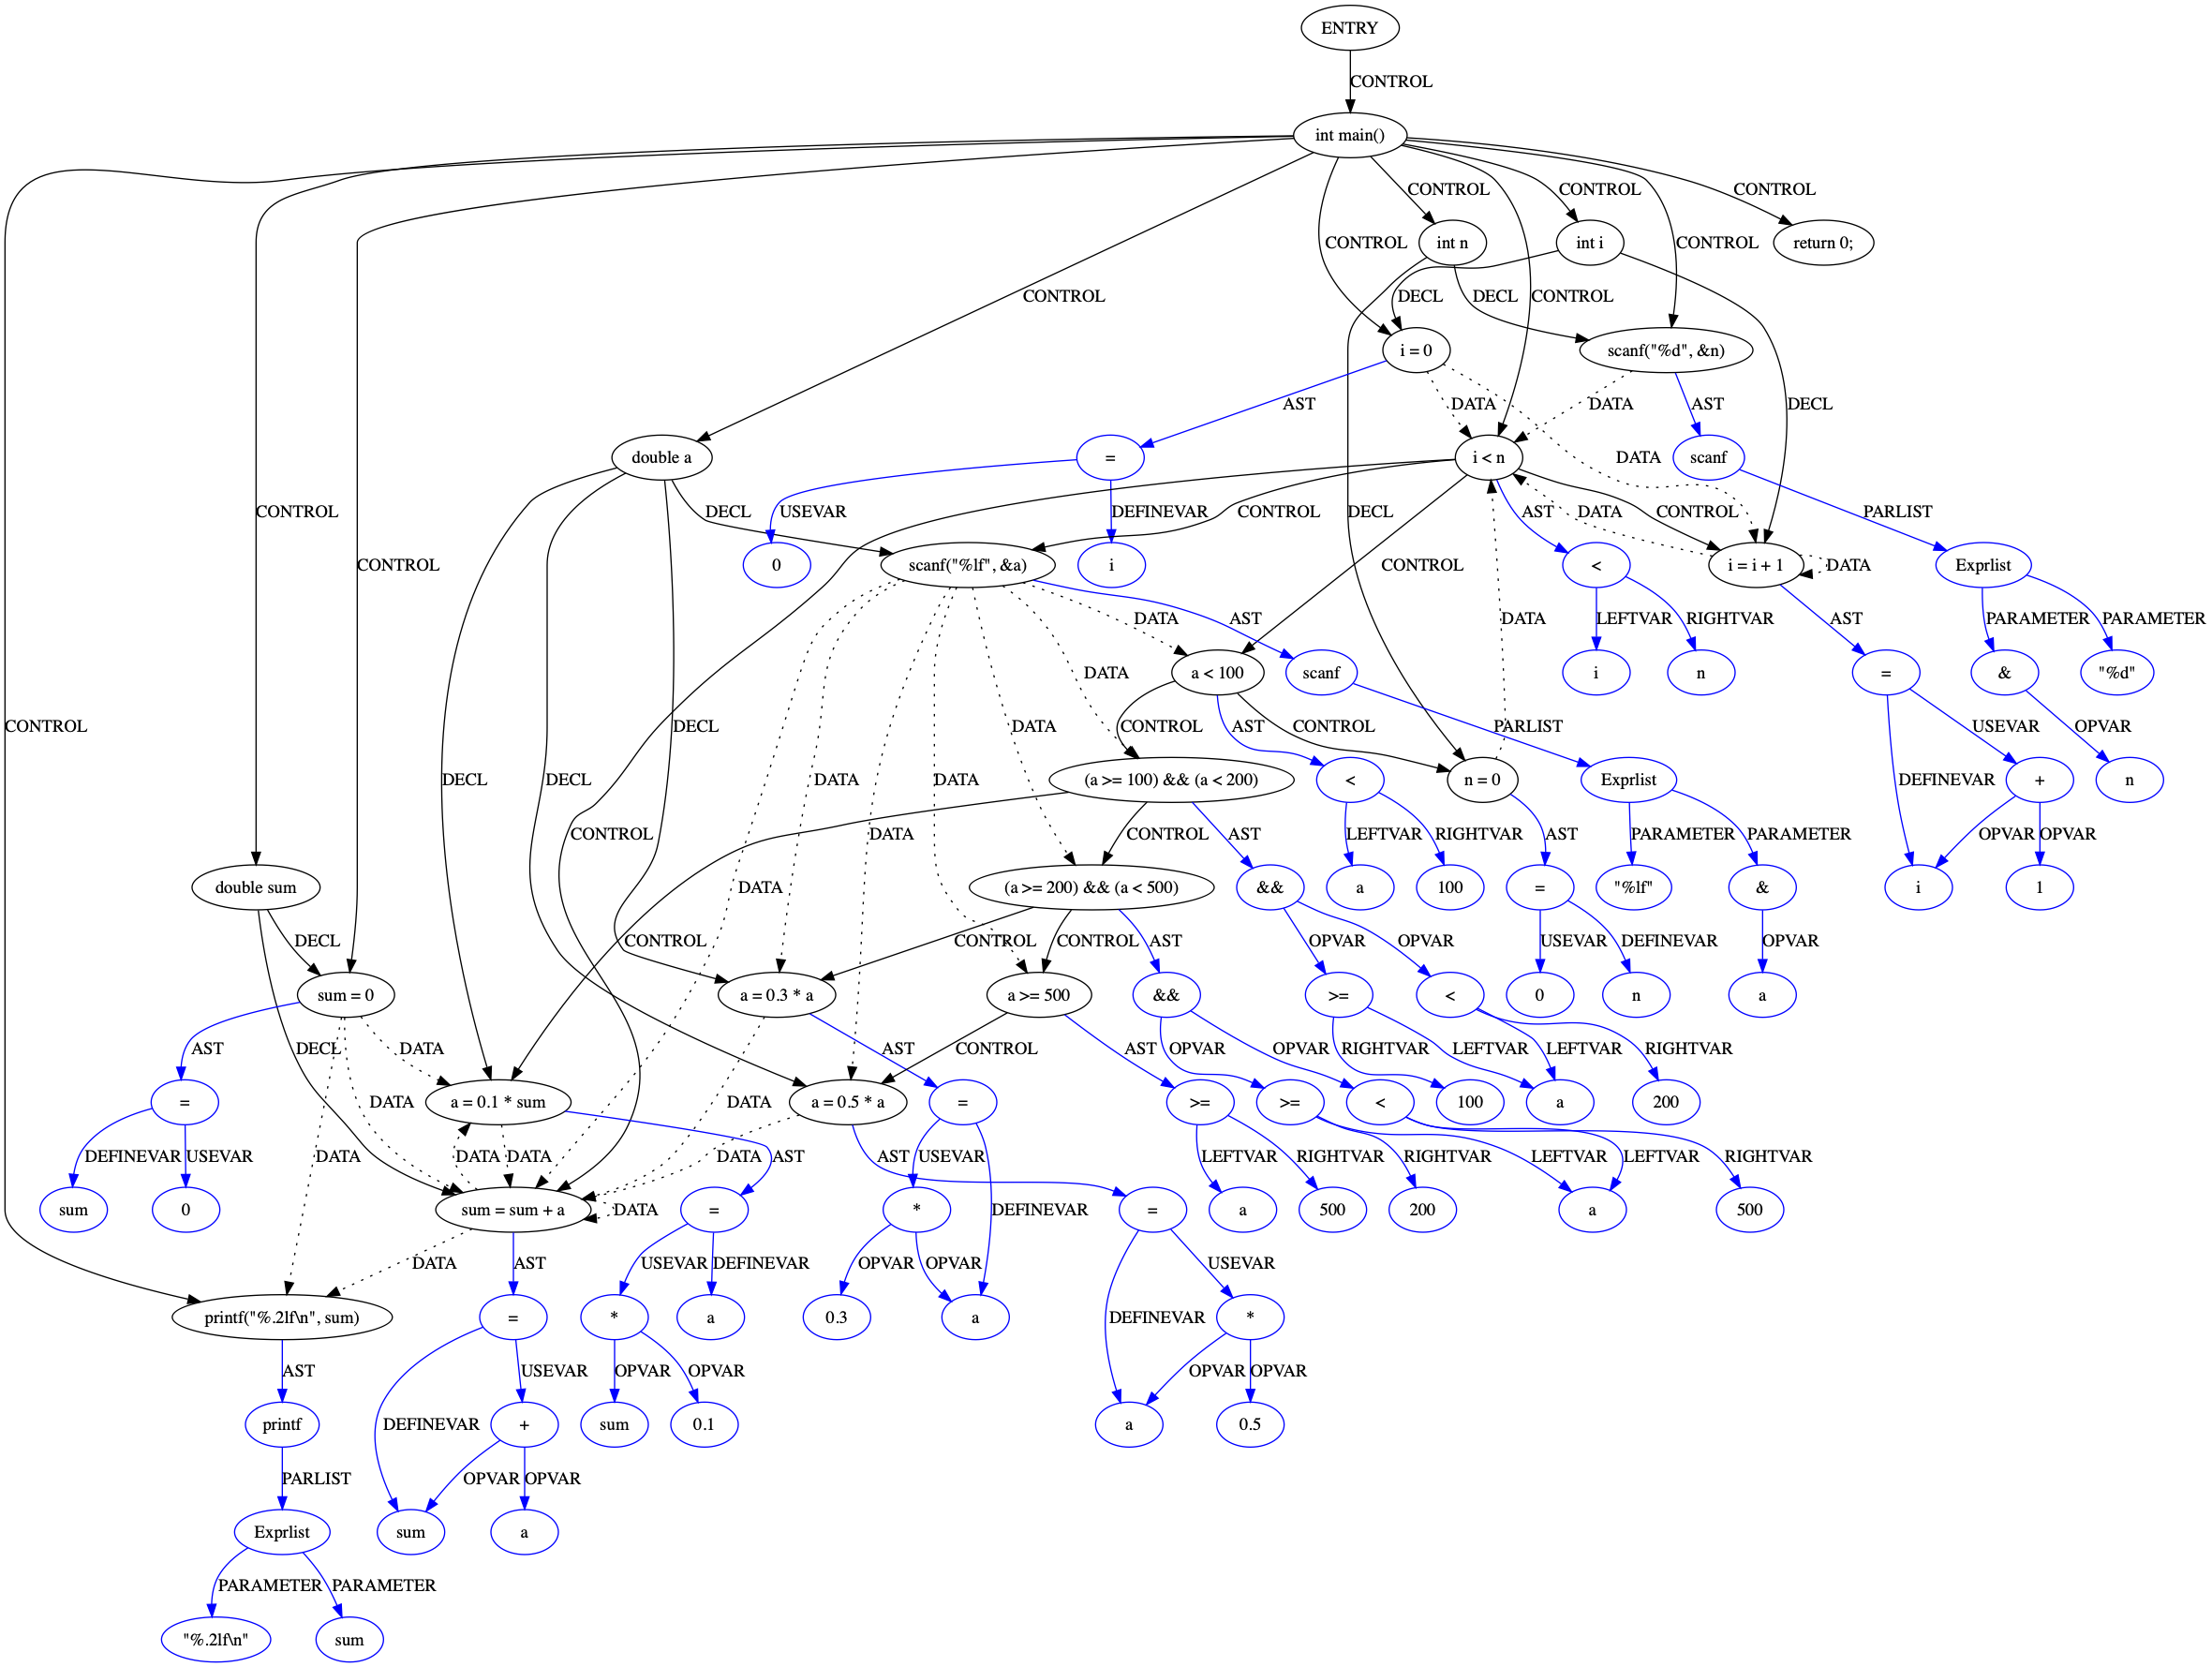 ENTRY
CONTROL
int main()
CONTROL CONTROL CONTROL
CONTROL int n int i CONTROL return 0;
CONTROL DECL DECL CONTROL
i = 0 scanf("%d", &n)
AST DATA DATA AST DECL
double a = i < n scanf
DATA
CONTROL DECL USEVAR DEFINEVAR CONTROL DECL AST DATA CONTROL PARLIST
CONTROL scanf("%lf", &a) 0 i CONTROL < i = i + 1 DATA Exprlist
DATA AST DATA LEFTVAR RIGHTVAR AST PARAMETER PARAMETER
a < 100 scanf i n = & "%d"
DATA
CONTROL DECL DATA CONTROL AST CONTROL PARLIST USEVAR OPVAR
DECL DECL DATA DATA (a >= 100) && (a < 200) < n = 0 Exprlist DEFINEVAR + n
CONTROL DATA CONTROL AST LEFTVAR RIGHTVAR AST PARAMETER PARAMETER OPVAR OPVAR
double sum DATA (a >= 200) && (a < 500) && a 100 = "%lf" & i 1
DECL CONTROL CONTROL CONTROL AST OPVAR OPVAR USEVAR DEFINEVAR OPVAR
sum = 0 a = 0.3 * a a >= 500 && >= < 0 n a
AST DECL DATA AST CONTROL AST OPVAR OPVAR RIGHTVAR LEFTVAR LEFTVAR RIGHTVAR
= DATA a = 0.1 * sum DATA a = 0.5 * a = >= >= < 100 a 200
DEFINEVAR USEVAR DATA DATA DATA AST DATA AST USEVAR LEFTVAR RIGHTVAR RIGHTVAR LEFTVAR LEFTVAR RIGHTVAR
sum 0 sum = sum + a DATA = * DEFINEVAR = a 500 200 a 500
DATA AST USEVAR DEFINEVAR OPVAR OPVAR USEVAR
printf("%.2lf\n", sum) = * a 0.3 a DEFINEVAR *
AST USEVAR OPVAR OPVAR OPVAR OPVAR
printf DEFINEVAR + sum 0.1 a 0.5
PARLIST OPVAR OPVAR
Exprlist sum a
PARAMETER PARAMETER
"%.2lf\n" sum